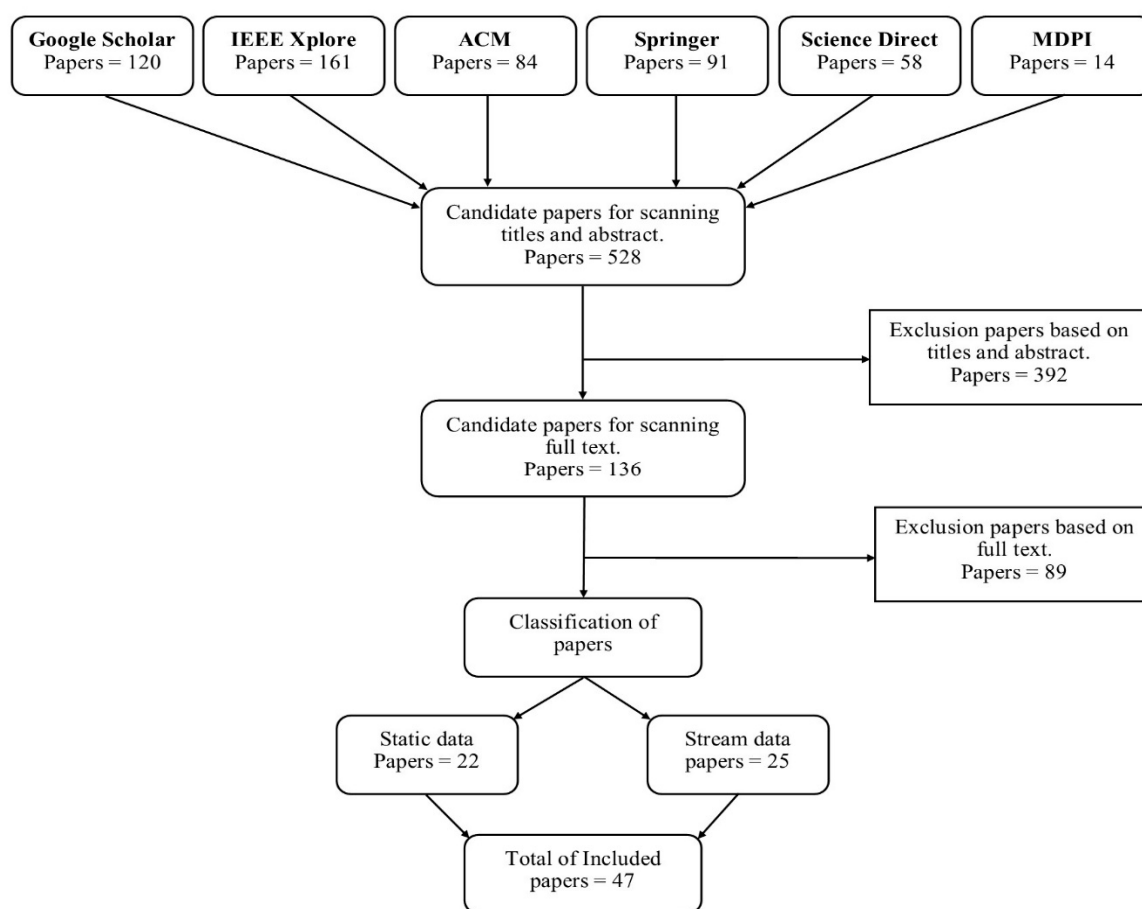 Google Scholar
Papers = 120
IEEE Xplore
Papers = 161
ACM
Papers = 84
Springer
Papers = 91
Science Direct
Papers = 58
MDPI
Papers = 14
Candidate papers for scanning
titles and abstract.
Papers = 528
Exclusion papers based on
titles and abstract.
Papers = 392
Candidate papers for scanning
full text.
Papers = 136
Exclusion papers based on
full text.
Papers = 89
Classification of
papers
Static data
Papers = 22
Stream data
papers = 25
Total of Included
papers = 47